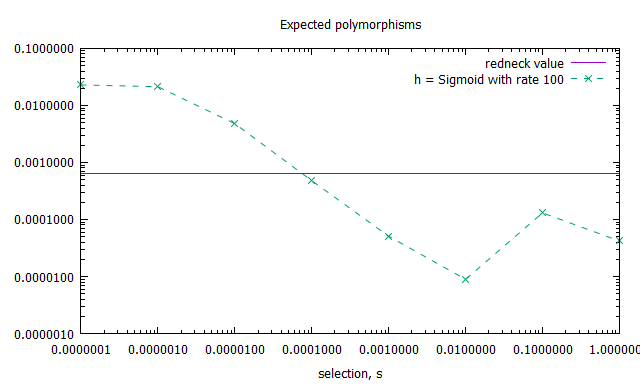 Expected polymorphisms
redneck value
h = Sigmoid with rate 100
0.1000000
0.0100000
0.0010000
0.0001000
0.0000100
0.0000010
0.0000001 0.0000010 0.0000100 0.0001000 0.0010000 0.0100000 0.1000000 1.000000
selection, s